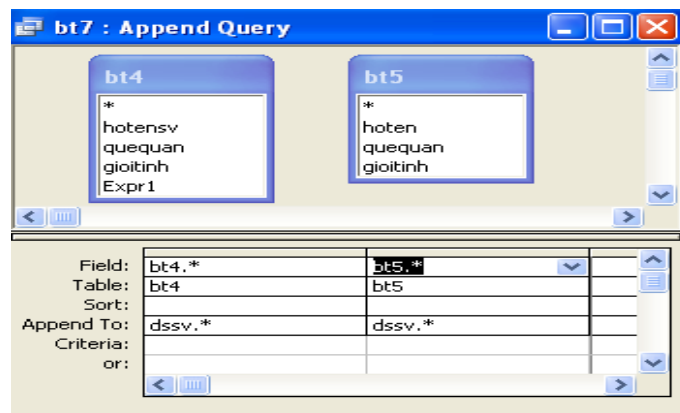 bt7 : Append Query
bt4
*
hotensv
quequan
gioitinh
Expr1
bt5
*
hoten
quequan
gioitinh
Field: bt4.* bt5.*
Table: bt4 bt5
Sort:
Append To: dssv.* dssv.*
Criteria:
or: